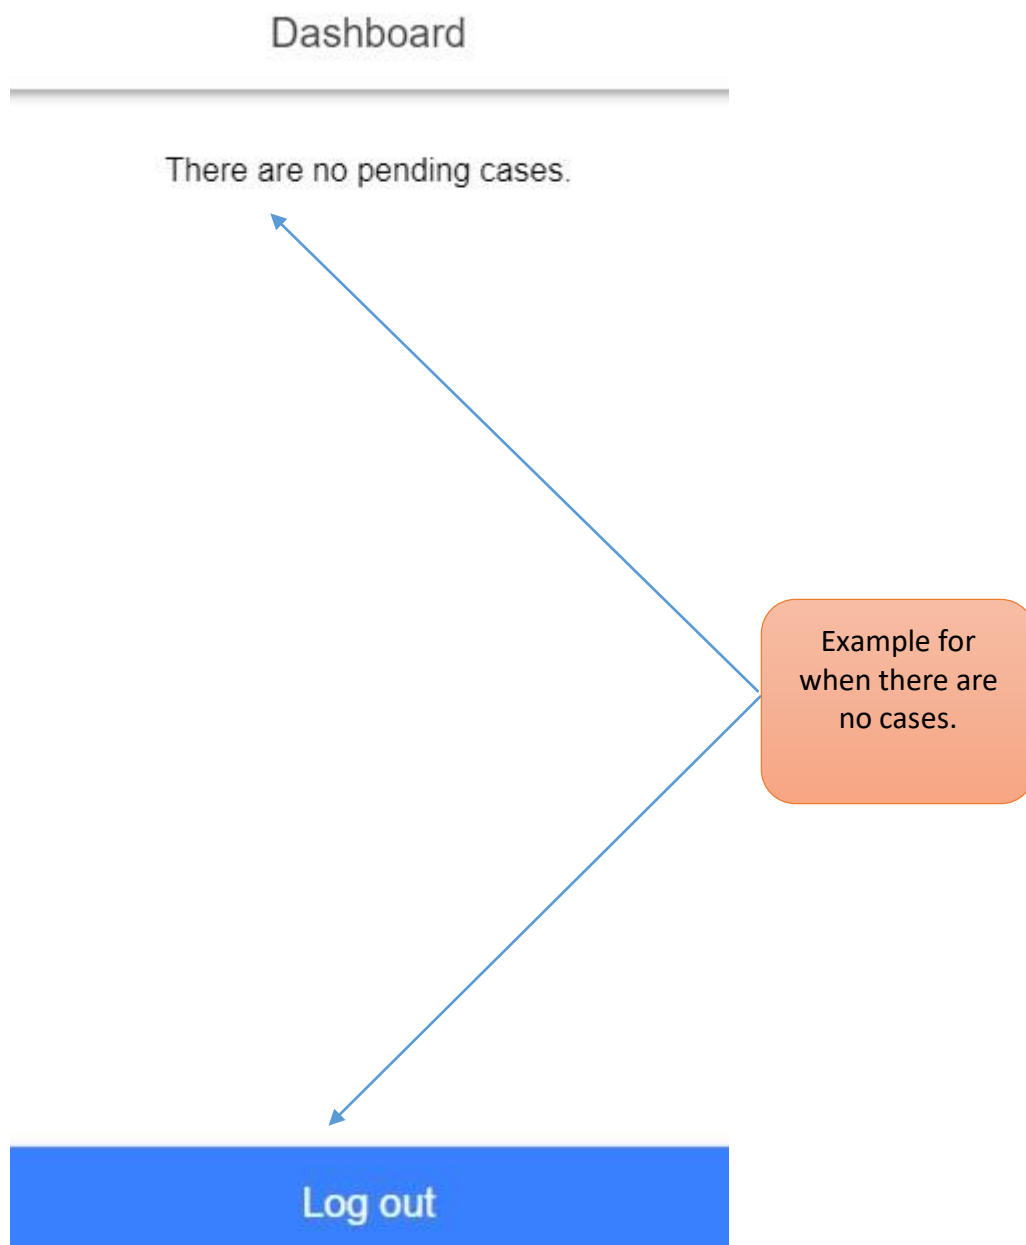 Dashboard
There are no pending cases.
Example for
when there are
no cases.
Log out